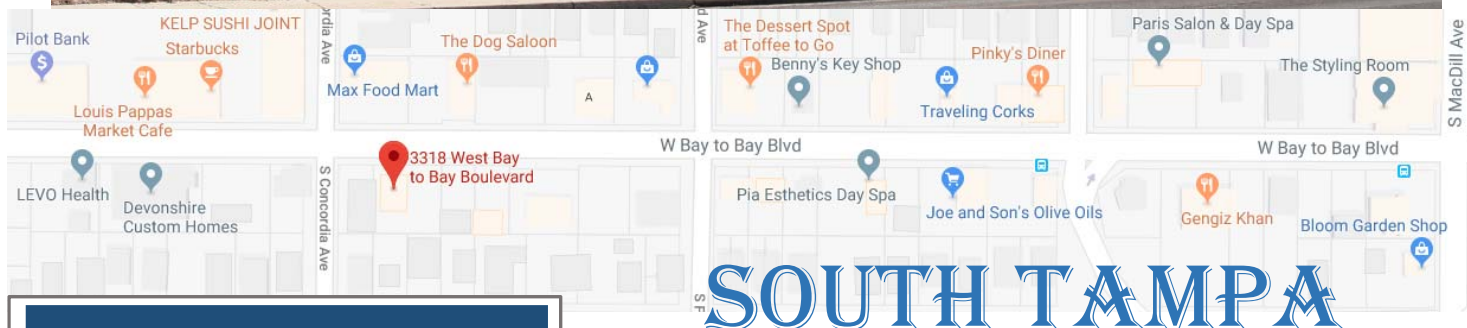 KELP SUSHI JOINT
Pilot Bank
Starbucks
Louis Pappas
Market Cafe
Max Food Mart
The Dog Saloon
A
The Dessert Spot
at Toffee to Go
Benny's Key Shop
Pinky's Diner
Traveling Corks
Paris Salon & Day Spa
The Styling Room
S MacDill Ave
W Bay to Bay Blvd
W Bay to Bay Blvd
LEVO Health
Devonshire
Custom Homes
S Concordia Ave
3318 West Bay
to Bay Boulevard
Pia Esthetics Day Spa
Joe and Son's Olive Oils
Gengiz Khan
Bloom Garden Shop
SOUTH TAMPA